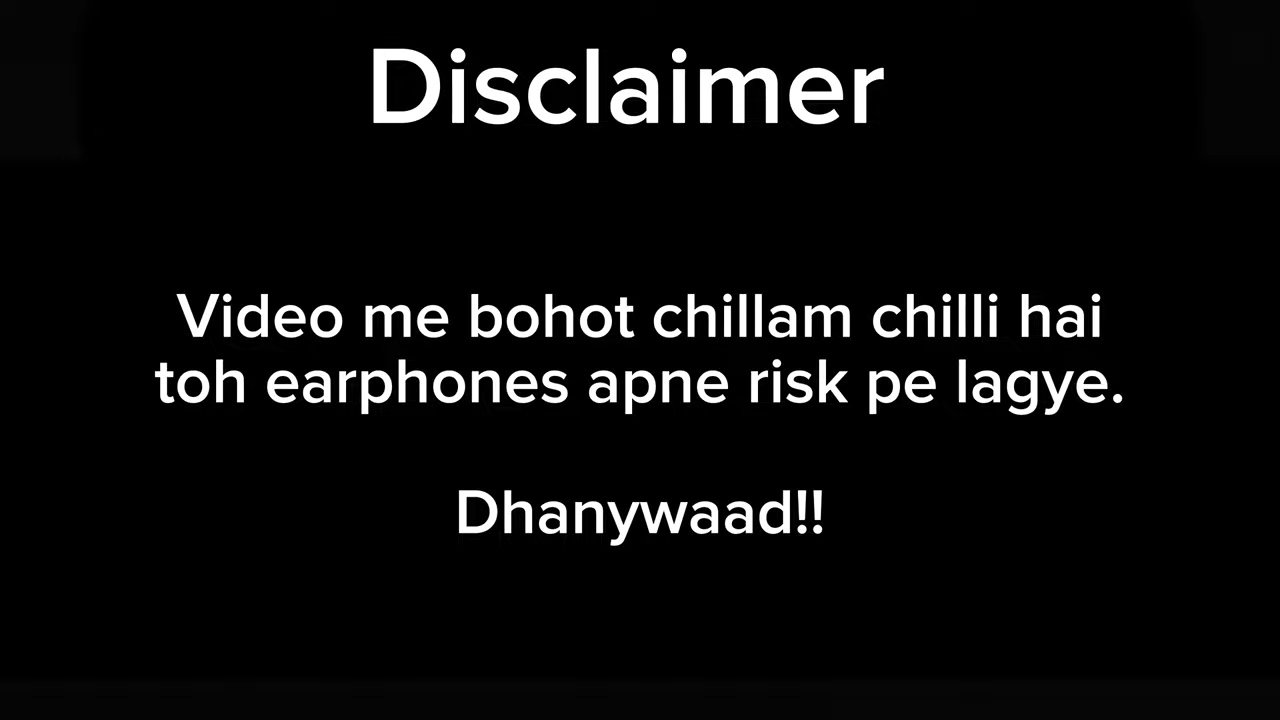 Disclaimer
Video me bohot chillam chilli hai
toh earphones apne risk pe lagye.
Dhanywaad!!